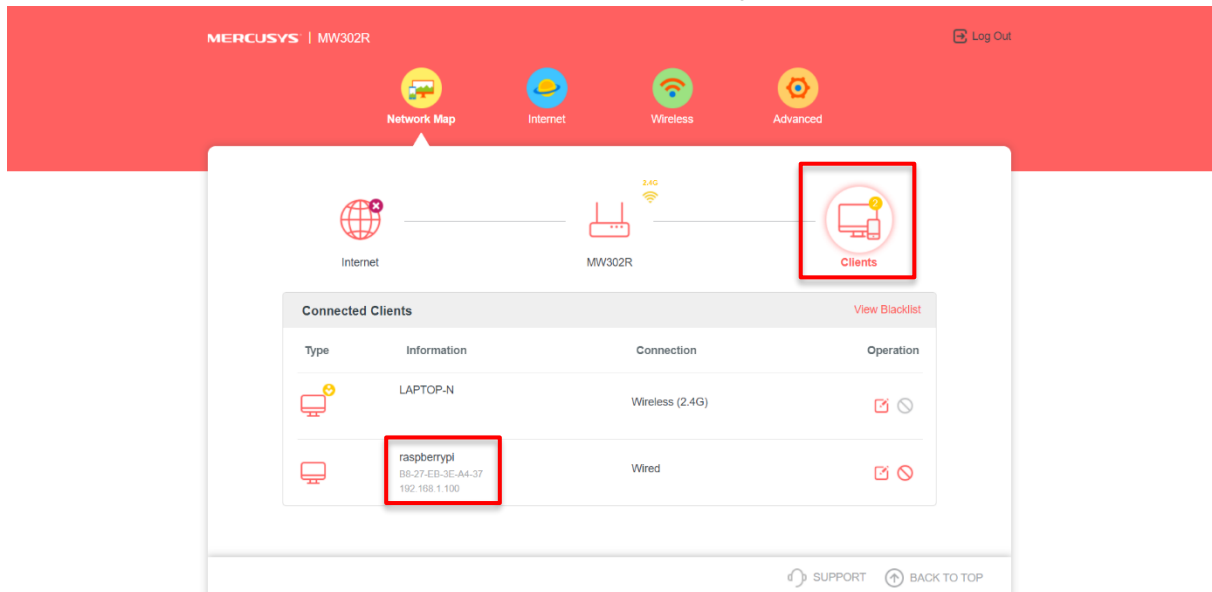 MERCUSYS | MW302R
Log Out
Network Map
Internet
Wireless
Advanced
2.4G
2
Internet
MW302R
Clients
Connected Clients
View Blacklist
Type
Information
Connection
Operation
LAPTOP-N
Wireless (2.4G)
raspberrypi
B8-27-EB-3E-A4-37
192.168.1.100
Wired
SUPPORT
BACK TO TOP